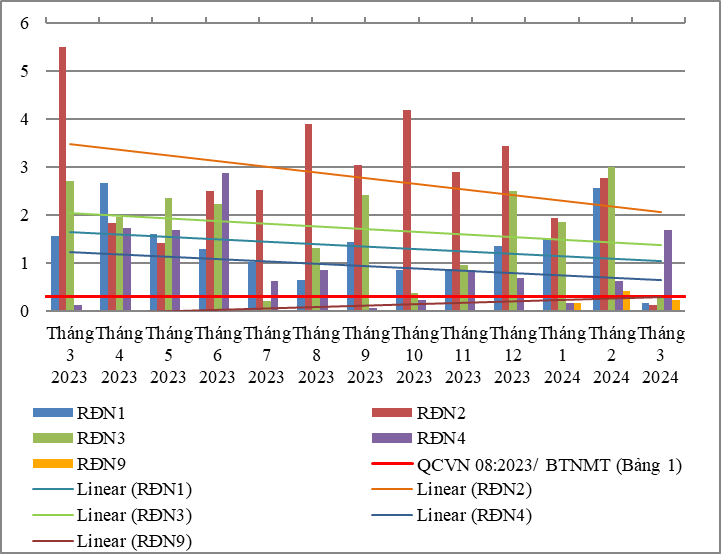 6
5
4
3
2
1
0
Tháng Tháng Tháng Tháng Tháng Tháng Tháng Tháng Tháng Tháng Tháng Tháng Tháng
3 4 5 6 7 8 9 10 11 12 1 2 3
2023 2023 2023 2023 2023 2023 2023 2023 2023 2023 2024 2024 2024
RĐN1 RĐN2
RĐN3 RĐN4
RĐN9 QCVN 08:2023/ BTNMT (Bảng 1)
Linear (RĐN1) Linear (RĐN2)
Linear (RĐN3) Linear (RĐN4)
Linear (RĐN9)